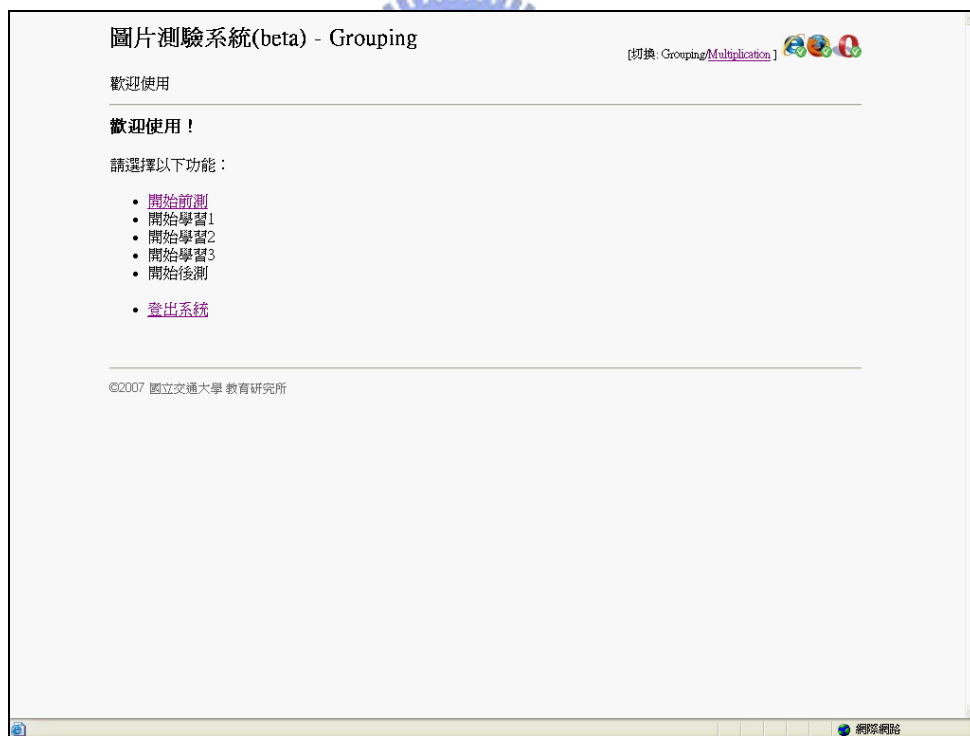 圖片測驗系統(beta) - Grouping
[切換: Grouping/Multiplication ]
歡迎使用
歡迎使用！
請選擇以下功能：
• 開始前測
• 開始學習1
• 開始學習2
• 開始學習3
• 開始後測
• 登出系統
©2007 國立交通大學 教育研究所
網際網路